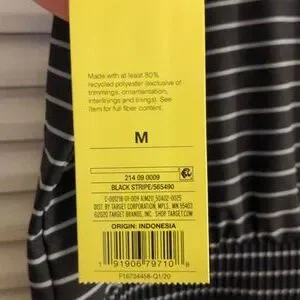 Made with at least 80%
recycled polyester (exclusive of
trimmings, ornamentation,
interlinings and linings). See
item for full fiber content.
M
214 09 0009
BLACK STRIPE/565490
DIST. BY TARGET CORPORATION, MPLS, MN 55403
©2020 TARGET BRANDS, INC. SHOP TARGET.COM
ORIGIN: INDONESIA
1 91906 79710 8